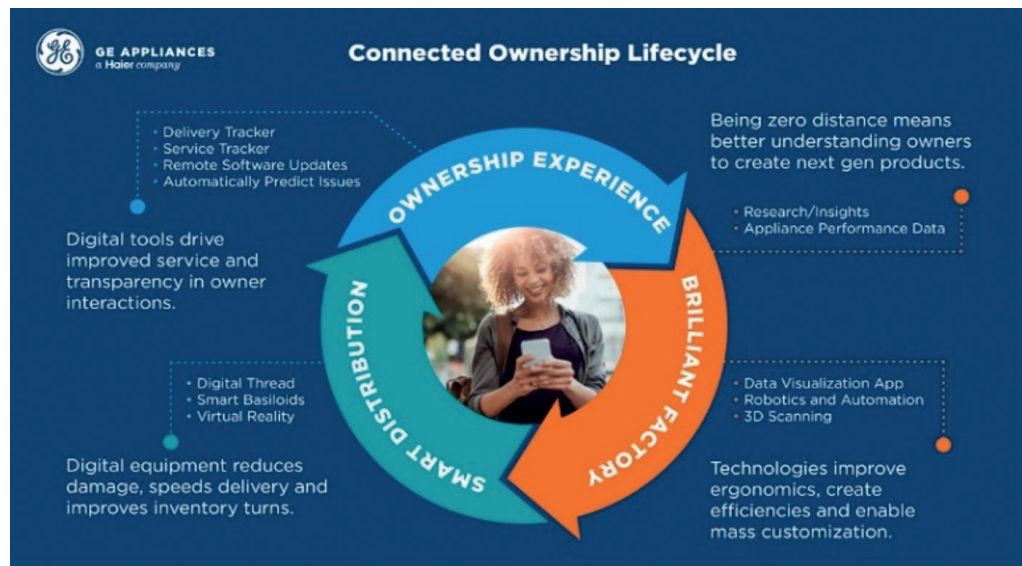 GE APPLIANCES
a Haier company
Connected Ownership Lifecycle
• Delivery Tracker
• Service Tracker
• Remote Software Updates
• Automatically Predict Issues
Digital tools drive
improved service and
transparency in owner
interactions.
OWNERSHIP EXPERIENCE
Being zero distance means
better understanding owners
to create next gen products.
• Research/Insights
• Appliance Performance Data
BRILLIANT FACTORY
• Data Visualization App
• Robotics and Automation
• 3D Scanning
Technologies improve
ergonomics, create
efficiencies and enable
mass customization.
SMART DISTRIBUTION
• Digital Thread
• Smart Basiloids
• Virtual Reality
Digital equipment reduces
damage, speeds delivery and
improves inventory turns.